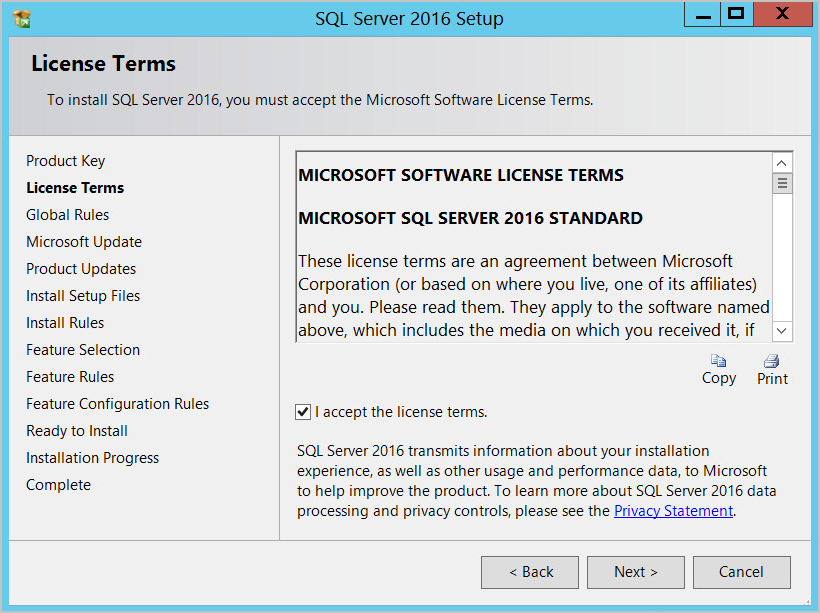 SQL Server 2016 Setup
License Terms
To install SQL Server 2016, you must accept the Microsoft Software License Terms.
Product Key
License Terms
Global Rules
Microsoft Update
Product Updates
Install Setup Files
Install Rules
Feature Selection
Feature Rules
Feature Configuration Rules
Ready to Install
Installation Progress
Complete
MICROSOFT SOFTWARE LICENSE TERMS
MICROSOFT SQL SERVER 2016 STANDARD
These license terms are an agreement between Microsoft
Corporation (or based on where you live, one of its affiliates)
and you. Please read them. They apply to the software named
above, which includes the media on which you received it, if
Copy Print
I accept the license terms.
SQL Server 2016 transmits information about your installation
experience, as well as other usage and performance data, to Microsoft
to help improve the product. To learn more about SQL Server 2016 data
processing and privacy controls, please see the Privacy Statement.
< Back Next > Cancel